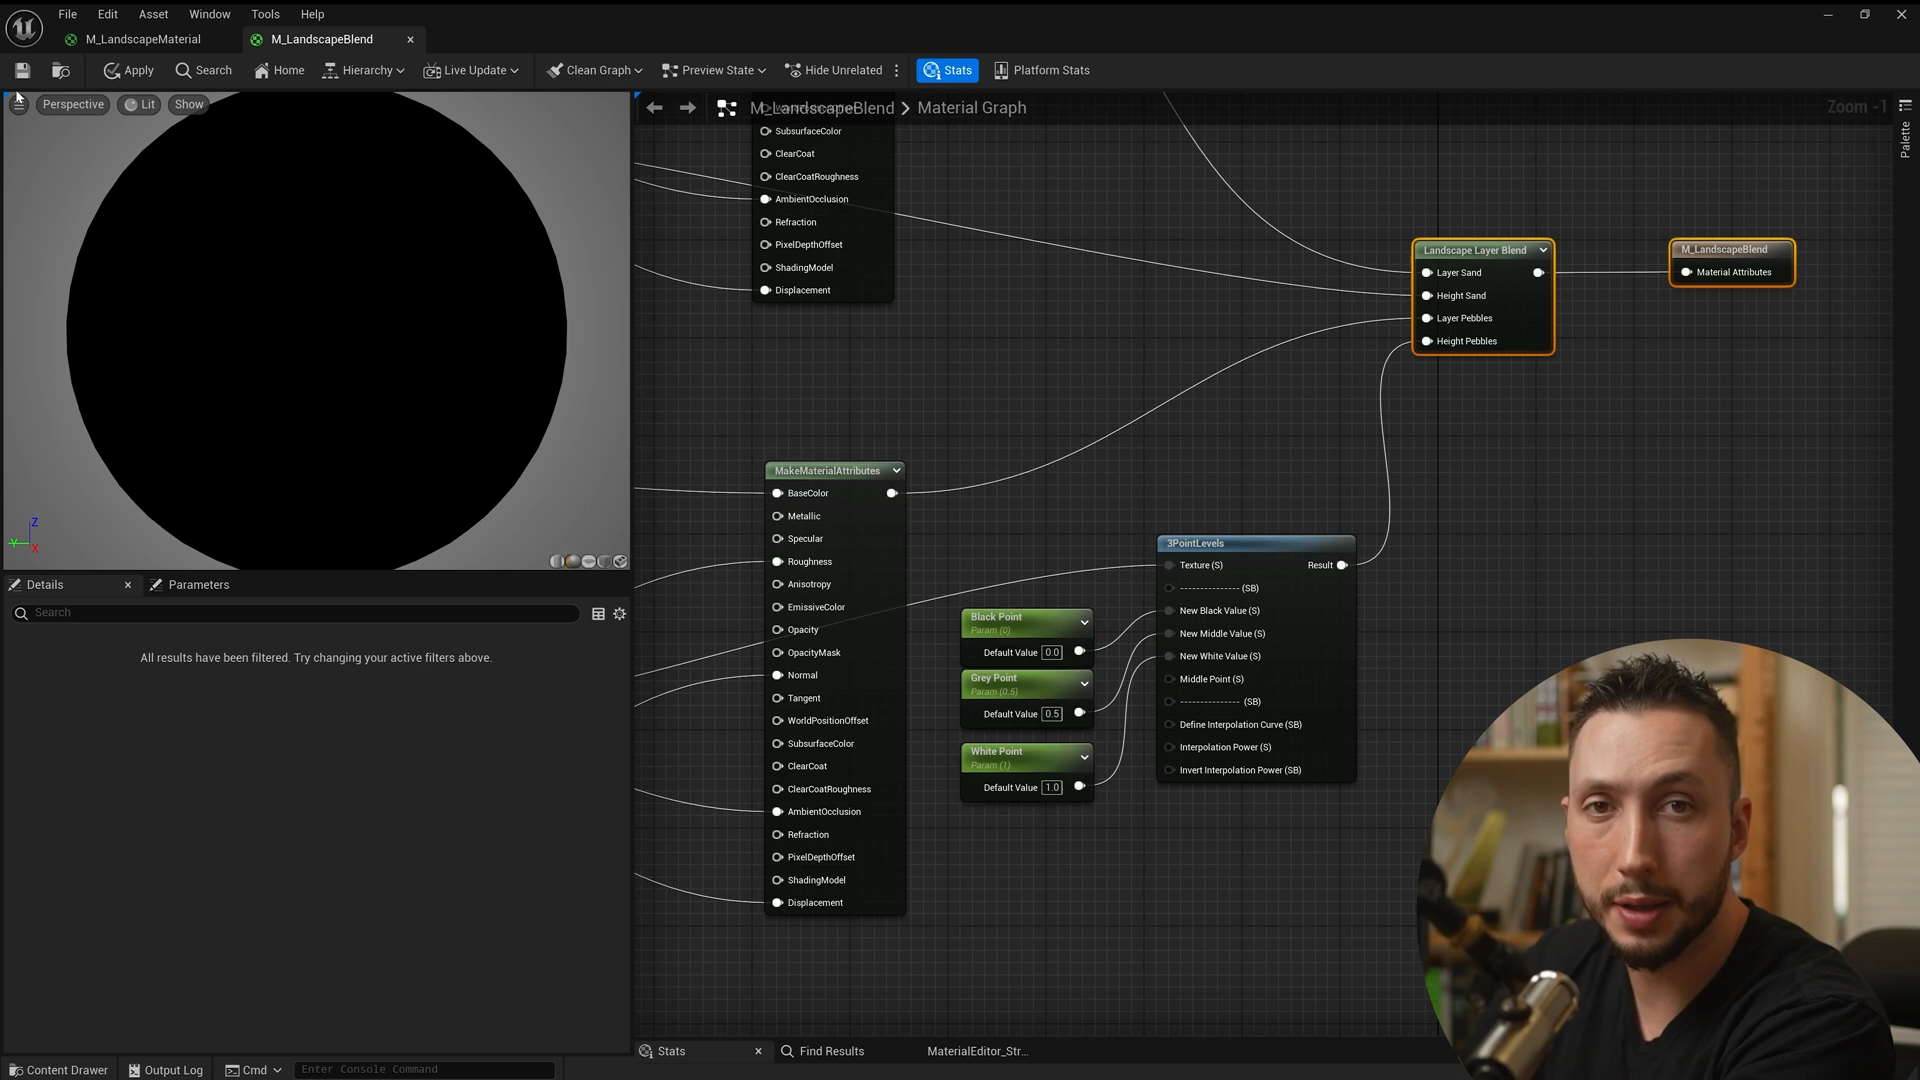 File Edit Asset Window Tools Help
M_LandscapeMaterial
M_LandscapeBlend
Apply
Search
Home
Hierarchy
Live Update
Clean Graph
Preview State
Hide Unrelated
Stats
Platform Stats
Perspective
Lit
Show
Z
Y
X
M_LandscapeBlend > Material Graph
Zoom -1
Palette
SubsurfaceColor
ClearCoat
ClearCoatRoughness
AmbientOcclusion
Refraction
PixelDepthOffset
ShadingModel
Displacement
Landscape Layer Blend
Layer Sand
Height Sand
Layer Pebbles
Height Pebbles
M_LandscapeBlend
Material Attributes
MakeMaterialAttributes
BaseColor
Metallic
Specular
Roughness
Anisotropy
EmissiveColor
Opacity
OpacityMask
Normal
Tangent
WorldPositionOffset
SubsurfaceColor
ClearCoat
ClearCoatRoughness
AmbientOcclusion
Refraction
PixelDepthOffset
ShadingModel
Displacement
Black Point
Param (0)
Default Value 0.0
Grey Point
Param (0.5)
Default Value 0.5
White Point
Param (1)
Default Value 1.0
3PointLevels
Texture (S) Result
--------------- (SB)
New Black Value (S)
New Middle Value (S)
New White Value (S)
Middle Point (S)
--------------- (SB)
Define Interpolation Curve (SB)
Interpolation Power (S)
Invert Interpolation Power (SB)
Details
Parameters
Search
All results have been filtered. Try changing your active filters above.
Stats
Find Results
MaterialEditor_Str...
Content Drawer
Output Log
Cmd
Enter Console Command